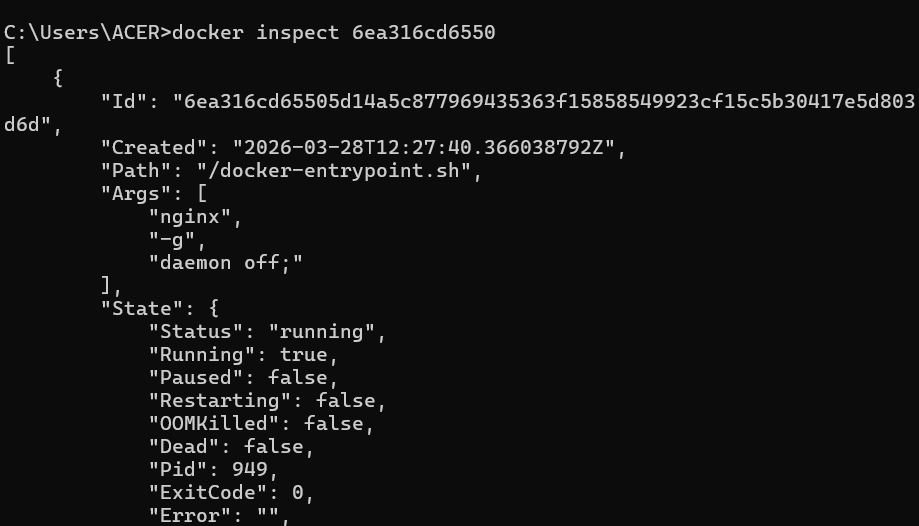 C:\Users\ACER>docker inspect 6ea316cd6550
[
    {
        "Id": "6ea316cd65505d14a5c877969435363f15858549923cf15c5b30417e5d803
d6d",
        "Created": "2026-03-28T12:27:40.366038792Z",
        "Path": "/docker-entrypoint.sh",
        "Args": [
            "nginx",
            "-g",
            "daemon off;"
        ],
        "State": {
            "Status": "running",
            "Running": true,
            "Paused": false,
            "Restarting": false,
            "OOMKilled": false,
            "Dead": false,
            "Pid": 949,
            "ExitCode": 0,
            "Error": "",